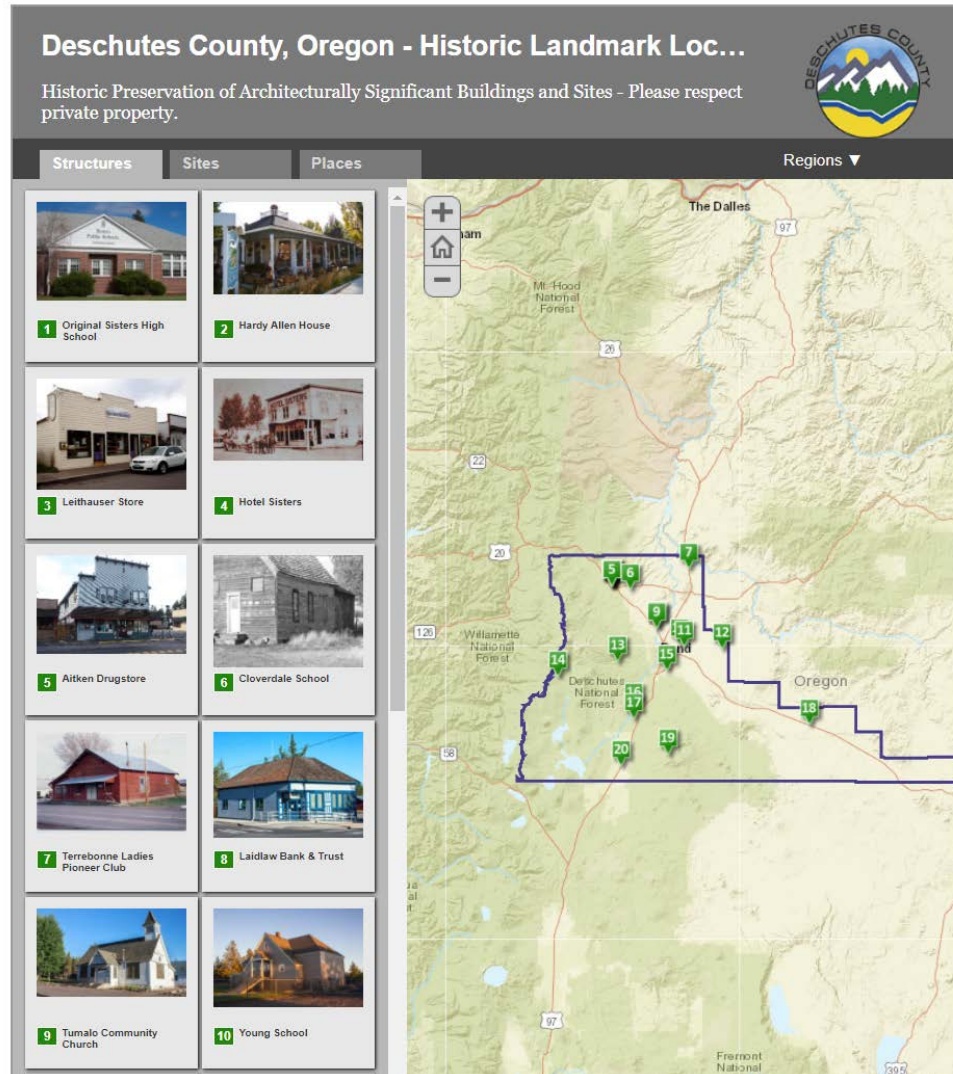 Deschutes County, Oregon - Historic Landmark Loc...
Historic Preservation of Architecturally Significant Buildings and Sites - Please respect
private property.
DESCHUTES COUNTY
Structures
Sites
Places
Regions ▼
1 Original Sisters High
School
2 Hardy Allen House
3 Leithauser Store
HOTEL SISTERS
4 Hotel Sisters
5 Aitken Drugstore
6 Cloverdale School
7 Terrebonne Ladies
Pioneer Club
8 Laidlaw Bank & Trust
9 Tumalo Community
Church
10 Young School
+
−
The Dalles
97
Mt. Hood
National
Forest
26
22
20
7
5
6
126
9
11
12
Willamette
National
Forest
13
14
15
Deschutes
National
Forest
16
17
Oregon
18
58
20
19
97
Fremont
National
395